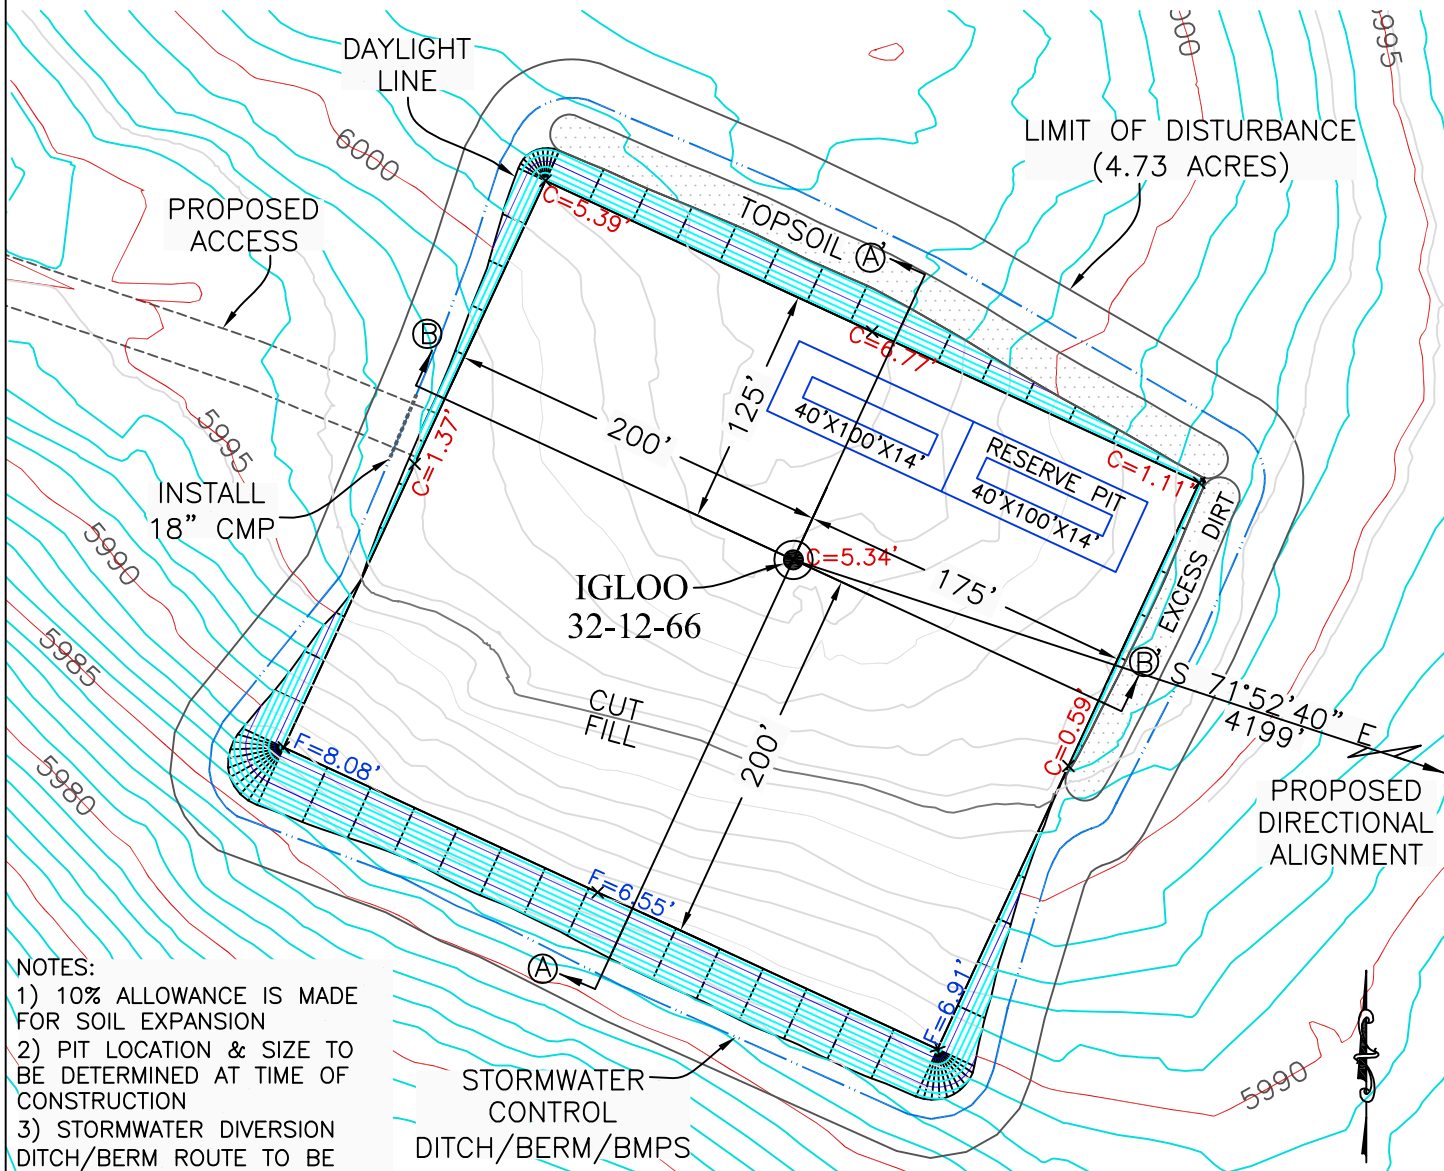 DAYLIGHT
LINE
6000
5995
LIMIT OF DISTURBANCE
(4.73 ACRES)
PROPOSED
ACCESS
C=5.39'
TOPSOIL
A'
B
C=6.77'
125'
200'
40'X100'X14'
RESERVE PIT
40'X100'X14'
C=1.11'
C=1.37'
5995
INSTALL
18" CMP
5990
EXCESS DIRT
C=5.34'
IGLOO
32-12-66
175'
B'
S 71°52'40" E
4199'
5985
CUT
FILL
C=0.59'
200'
F=8.08'
5980
PROPOSED
DIRECTIONAL
ALIGNMENT
F=6.55'
A
F=6.91'
NOTES:
1) 10% ALLOWANCE IS MADE
FOR SOIL EXPANSION
2) PIT LOCATION & SIZE TO
BE DETERMINED AT TIME OF
CONSTRUCTION
3) STORMWATER DIVERSION
DITCH/BERM ROUTE TO BE
STORMWATER
CONTROL
DITCH/BERM/BMPS
5990